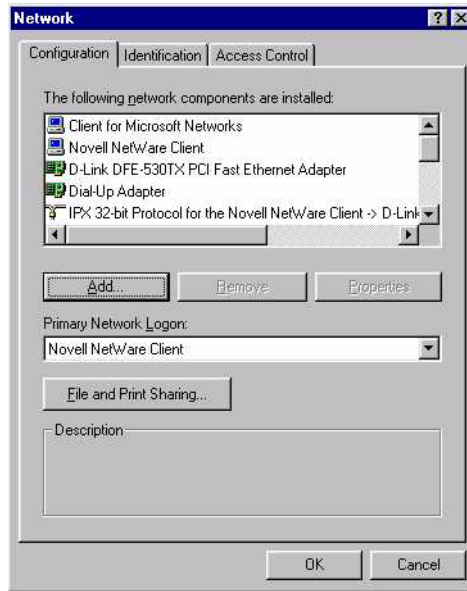 Network
Configuration Identification Access Control
The following network components are installed:
Client for Microsoft Networks
Novell NetWare Client
D-Link DFE-530TX PCI Fast Ethernet Adapter
Dial-Up Adapter
IPX 32-bit Protocol for the Novell NetWare Client -> D-Link
Add... Remove Properties
Primary Network Logon:
Novell NetWare Client
File and Print Sharing...
Description
OK Cancel